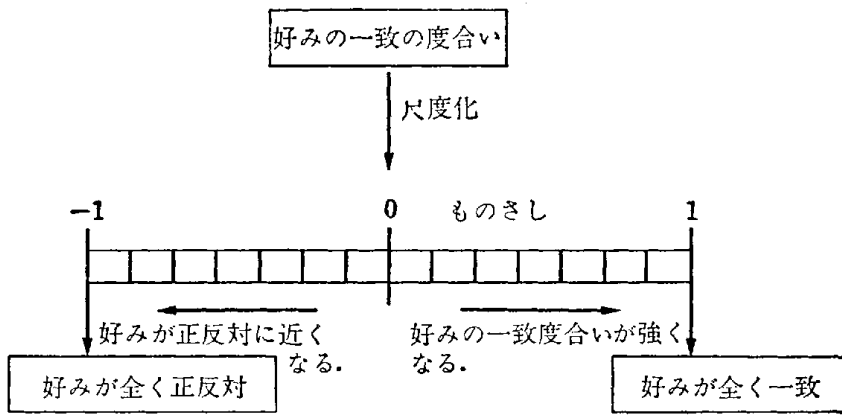 好みの一致の度合い
尺度化
-1 0 ものさし 1
好みが正反対に近く
なる.
好みの一致度合いが強く
なる.
好みが全く正反対
好みが全く一致